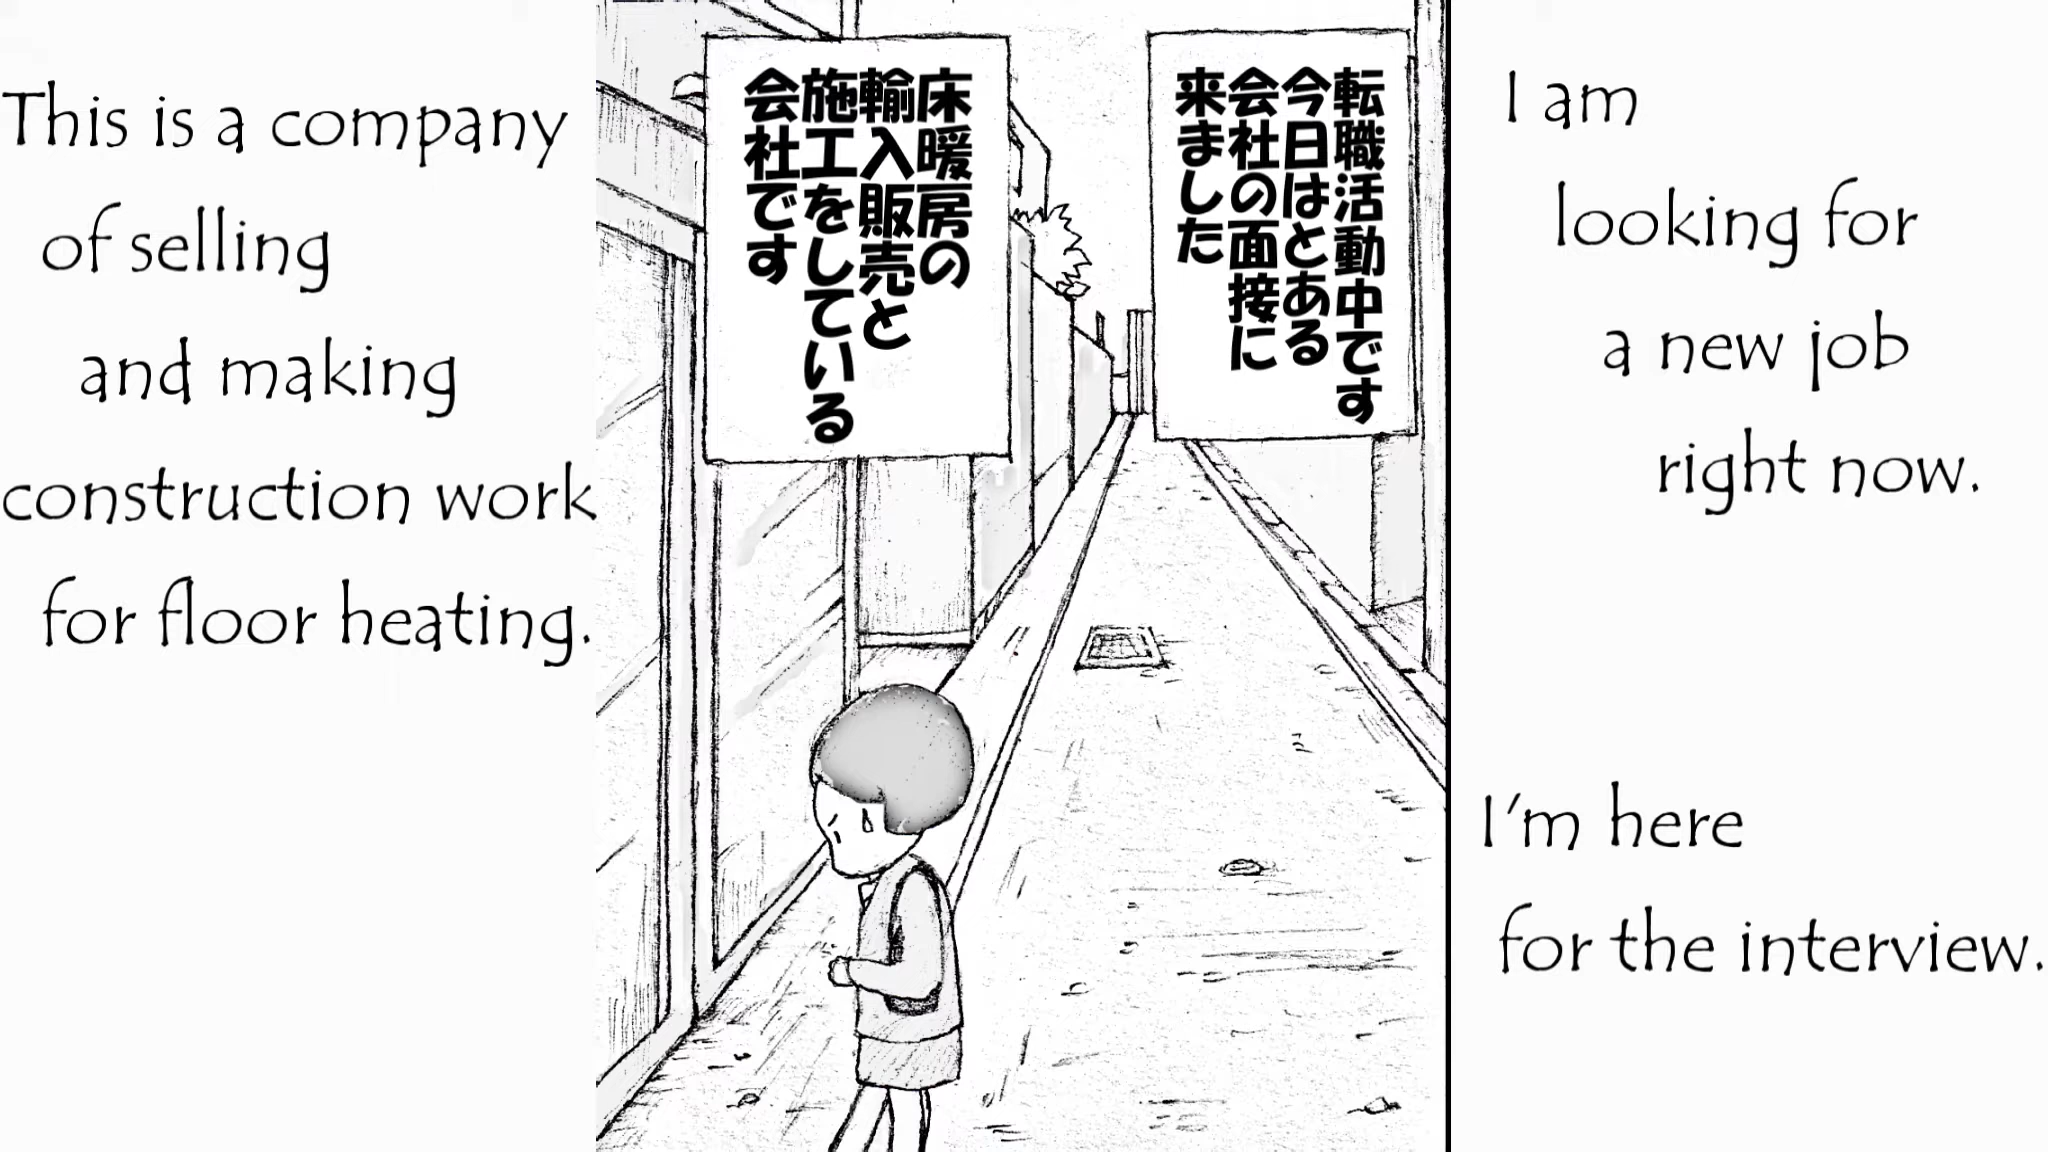 転職活動中です
今日はとある
会社の面接に
来ました
床暖房の
輸入販売と
施工をしている
会社です
I am
looking for
a new job
right now.
I'm here
for the interview.
This is a company
of selling
and making
construction work
for floor heating.